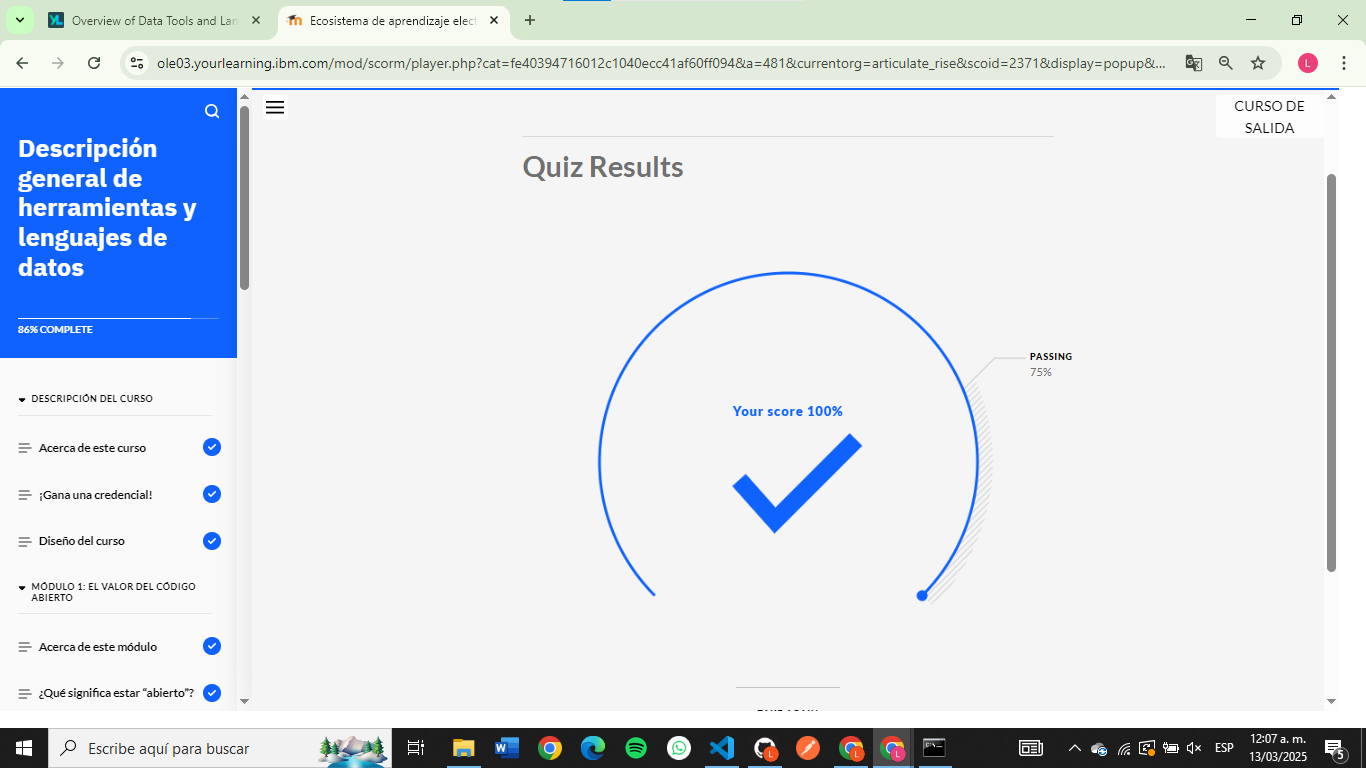 Overview of Data Tools and Lan
Ecosistema de aprendizaje elect
ole03.yourlearning.ibm.com/mod/scorm/player.php?cat=fe40394716012c1040ecc41af60ff094&a=481&currentorg=articulate_rise&scoid=2371&display=popup&...
L
CURSO DE
SALIDA
Descripción
general de
herramientas y
lenguajes de
datos
86% COMPLETE
DESCRIPCIÓN DEL CURSO
Acerca de este curso
¡Gana una credencial!
Diseño del curso
MÓDULO 1: EL VALOR DEL CÓDIGO
ABIERTO
Acerca de este módulo
¿Qué significa estar “abierto”?
Quiz Results
PASSING
75%
Your score 100%
Escribe aquí para buscar
ESP
12:07 a. m.
13/03/2025
5